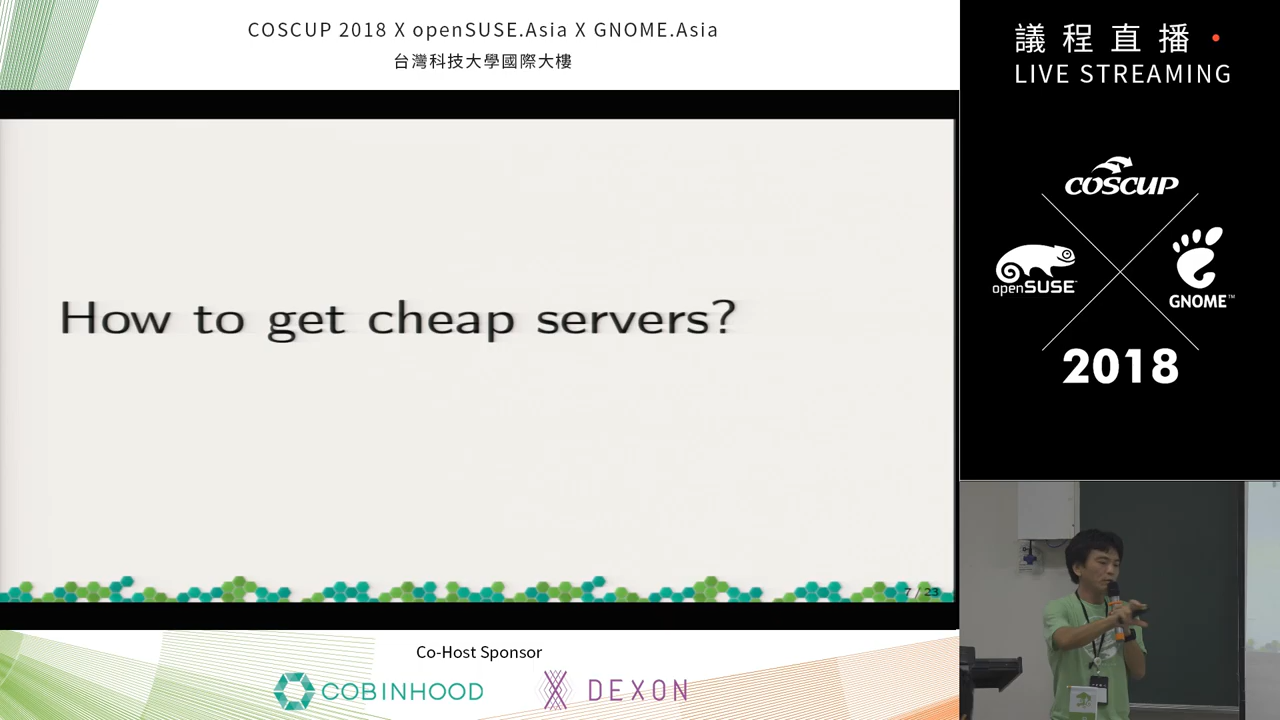 COSCUP 2018 X openSUSE.Asia X GNOME.Asia
台灣科技大學國際大樓
議程直播
LIVE STREAMING
COSCUP
openSUSE
GNOME™
2018
How to get cheap servers?
7 / 23
Co-Host Sponsor
COBINHOOD
DEXON